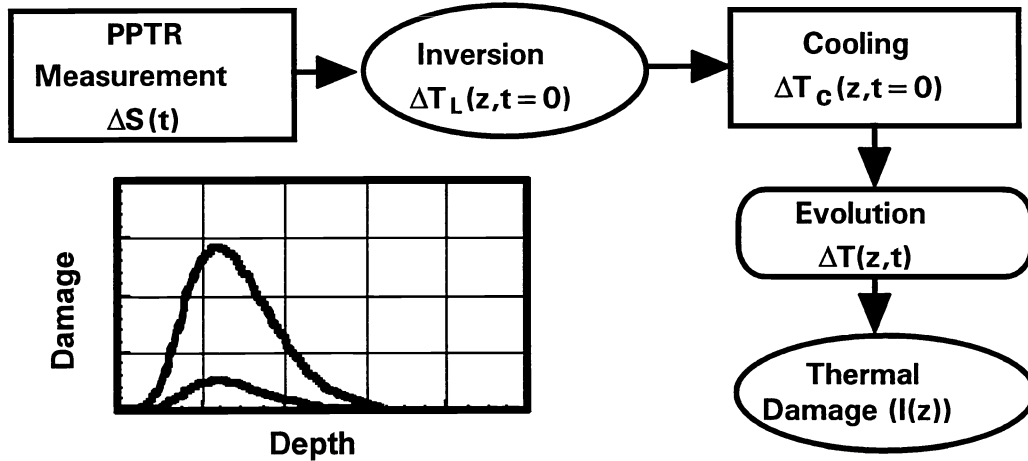 PPTR
Measurement
ΔS(t)
Inversion
ΔT_L(z,t=0)
Cooling
ΔT_c(z,t=0)
Evolution
ΔT(z,t)
Thermal
Damage (I(z))
Damage
Depth